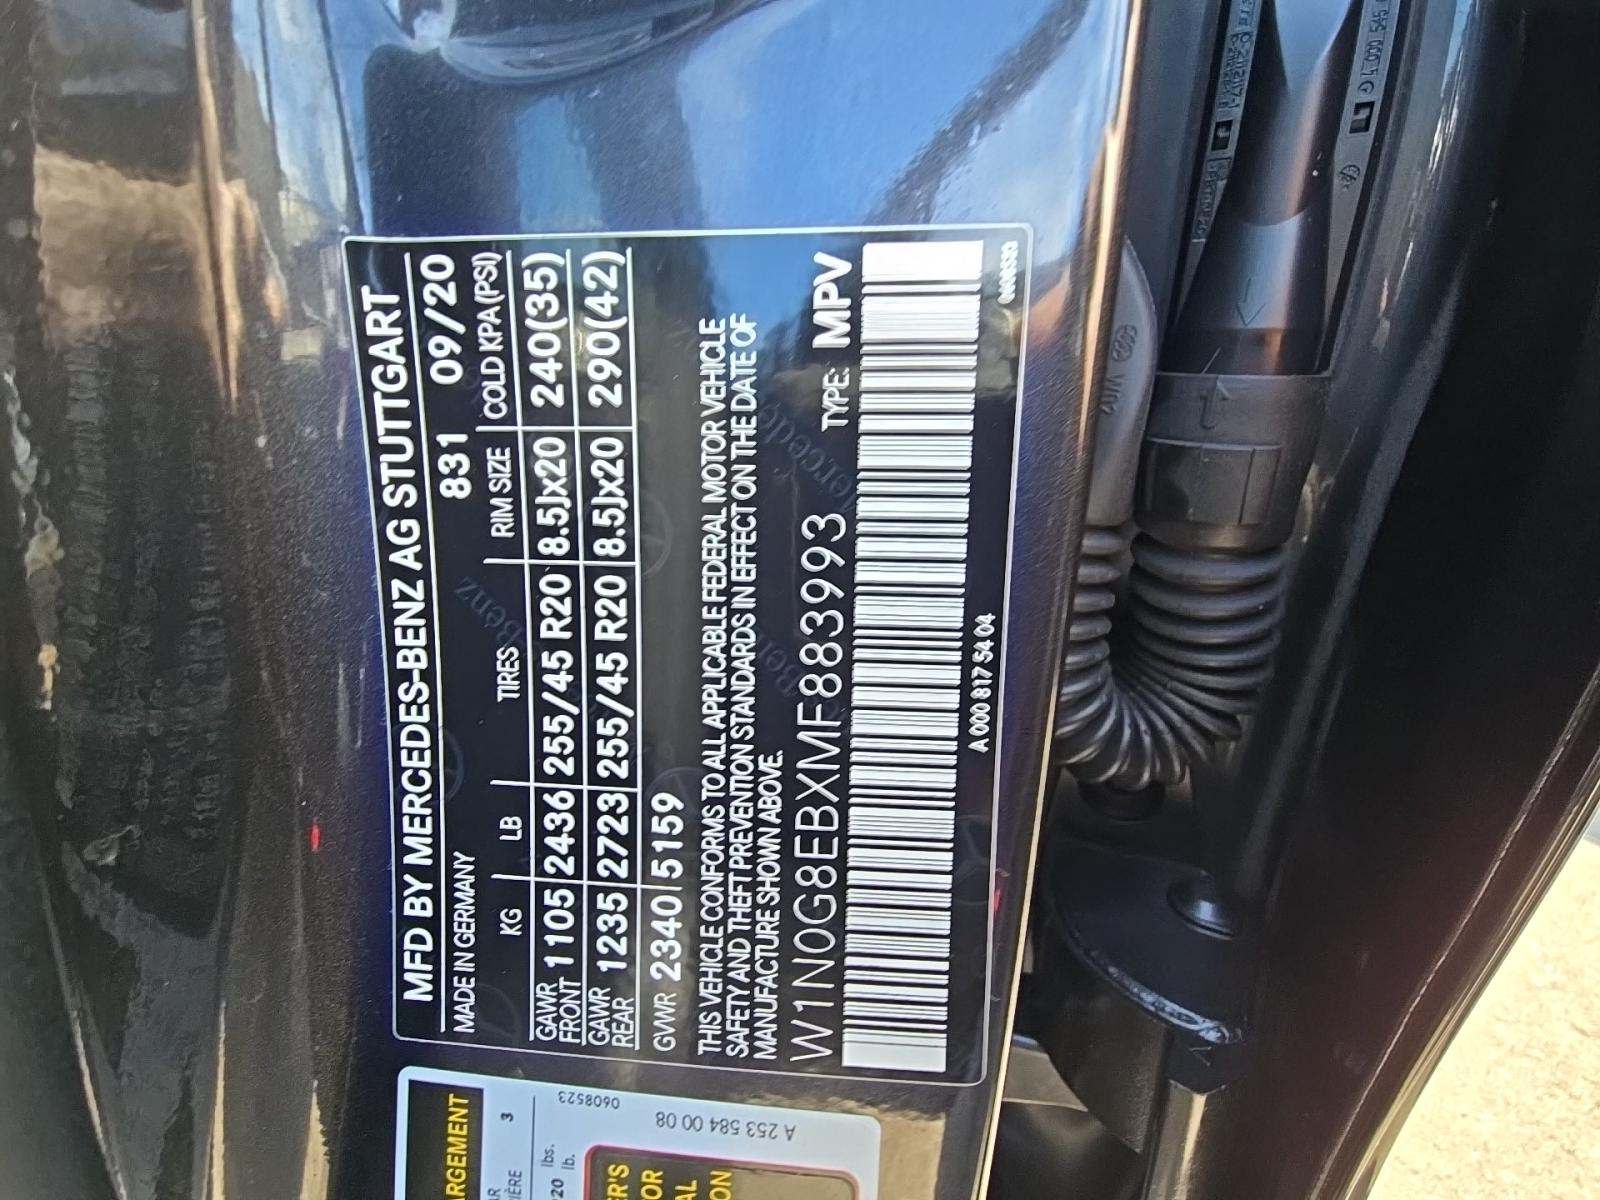 MFD BY MERCEDES-BENZ AG STUTTGART
MADE IN GERMANY 831 09/20
KG LB TIRES RIM SIZE COLD KPA (PSI)
GAWR FRONT 1105 2436 255/45 R20 8.5Jx20 240(35)
GAWR REAR 1235 2723 255/45 R20 8.5Jx20 290(42)
GVWR 2340 5159
THIS VEHICLE CONFORMS TO ALL APPLICABLE FEDERAL MOTOR VEHICLE
SAFETY AND THEFT PREVENTION STANDARDS IN EFFECT ON THE DATE OF
MANUFACTURE SHOWN ABOVE.
W1N0G8EBXMF883993 TYPE: MPV
A 000 817 54 04
0608523
A 253 584 00 08
3
lbs.
lb.